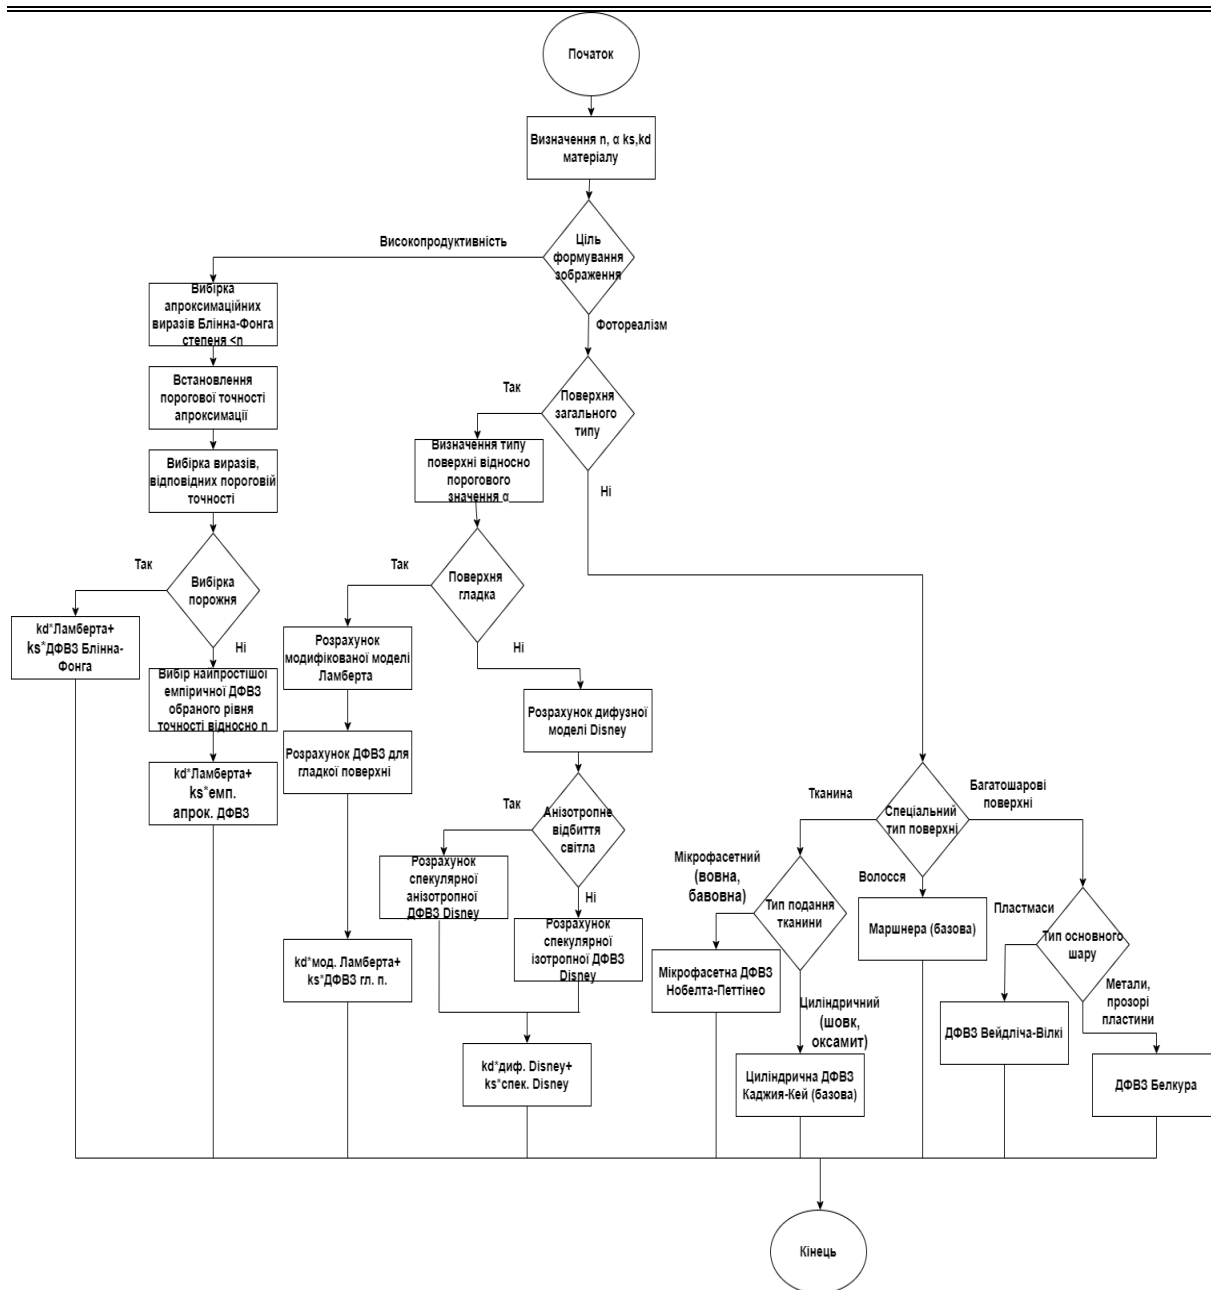 Початок
Визначення n, α ks,kd
матеріалу
Ціль
формування
зображення
Високопродуктивність
Фотореалізм
Вибірка
апроксимаційних
виразів Блінна-Фонга
степеня <n
Встановлення
порогової точності
апроксимації
Вибірка виразів,
відповідних пороговій
точності
Вибірка
порожня
Так
Ні
kd*Ламберта+
ks*ДФВЗ Блінна-
Фонга
Вибір найпростішої
емпіричної ДФВЗ
обраного рівня
точності відносно n
kd*Ламберта+
ks*емп.
апрок. ДФВЗ
Поверхня
загального
типу
Так
Ні
Визначення типу
поверхні відносно
порогового
значення α
Поверхня
гладка
Так
Ні
Розрахунок
модифікованої моделі
Ламберта
Розрахунок ДФВЗ для
гладкої поверхні
kd*мод. Ламберта+
ks*ДФВЗ гл. п.
Розрахунок дифузної
моделі Disney
Анізотропне
відбиття
світла
Так
Ні
Розрахунок
спекулярної
анізотропної
ДФВЗ Disney
Розрахунок
спекулярної
ізотропної ДФВЗ
Disney
kd*диф. Disney+
ks*спек. Disney
Спеціальний
тип поверхні
Тканина
Волосся
Багатошарові
поверхні
Тип подання
тканини
Мікрофасетний
(вовна,
бавовна)
Циліндричний
(шовк,
оксамит)
Мікрофасетна ДФВЗ
Нобелта-Петтінео
Циліндрична ДФВЗ
Каджия-Кей (базова)
Маршнера (базова)
Тип основного
шару
Пластмаси
Метали,
прозорі
пластини
ДФВЗ Вейдліча-Вілкі
ДФВЗ Белкура
Кінець